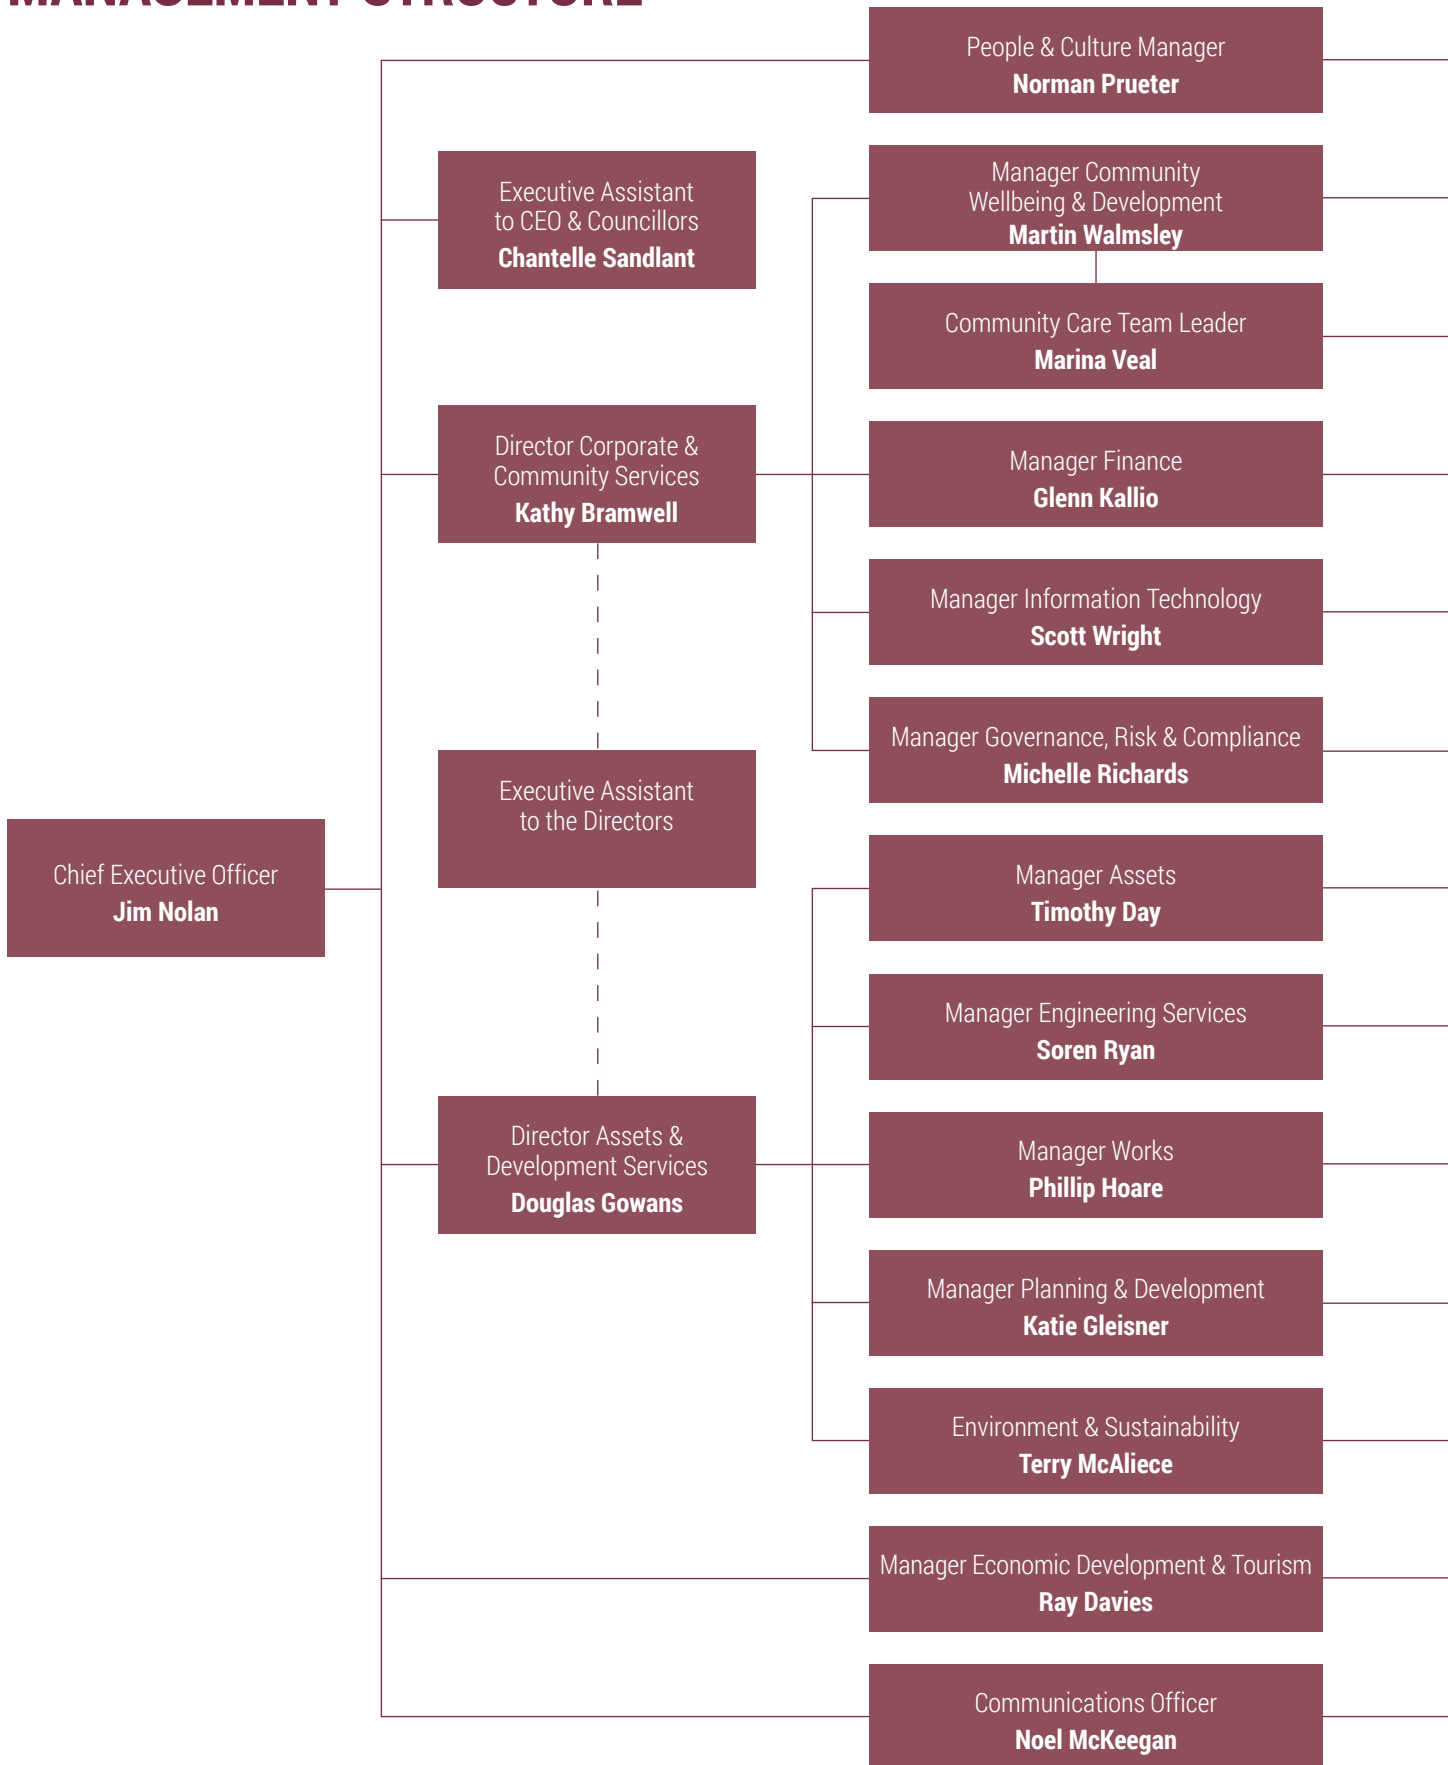 MANAGEMENT STRUCTURE
People & Culture Manager
Norman Prueter
Executive Assistant
to CEO & Councillors
Chantelle Sandlant
Manager Community
Wellbeing & Development
Martin Walmsley
Community Care Team Leader
Marina Veal
Director Corporate &
Community Services
Kathy Bramwell
Manager Finance
Glenn Kallio
Manager Information Technology
Scott Wright
Manager Governance, Risk & Compliance
Michelle Richards
Executive Assistant
to the Directors
Chief Executive Officer
Jim Nolan
Manager Assets
Timothy Day
Manager Engineering Services
Soren Ryan
Director Assets &
Development Services
Douglas Gowans
Manager Works
Phillip Hoare
Manager Planning & Development
Katie Gleisner
Environment & Sustainability
Terry McAliece
Manager Economic Development & Tourism
Ray Davies
Communications Officer
Noel McKeegan